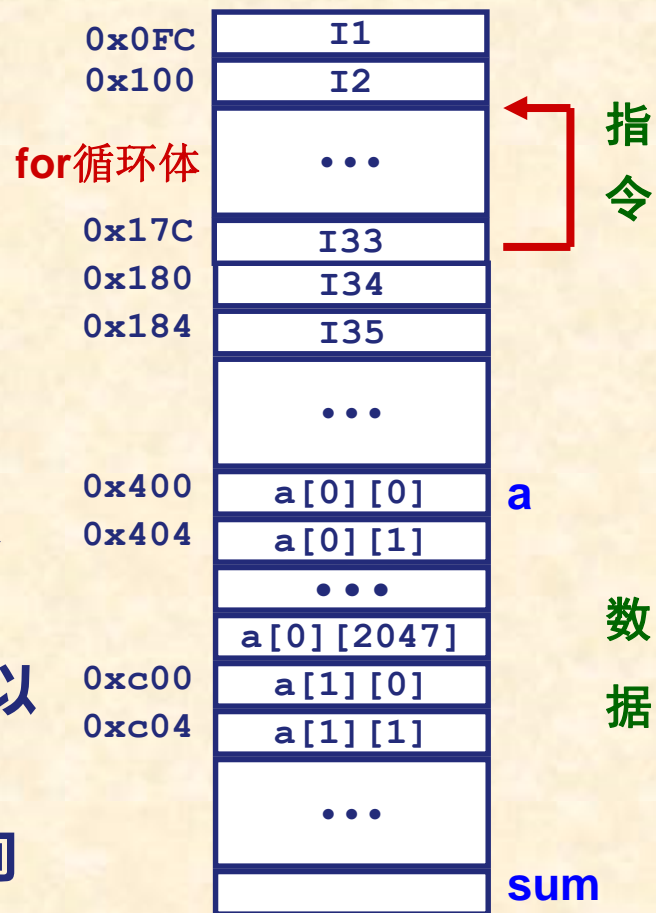 0x0FC I1
0x100 I2
for循环体 •••
指令
0x17C I33
0x180 I34
0x184 I35
•••
0x400 a[0][0] a
0x404 a[0][1]
•••
a[0][2047]
数据
以 0xc00 a[1][0]
0xc04 a[1][1]
•••
sum